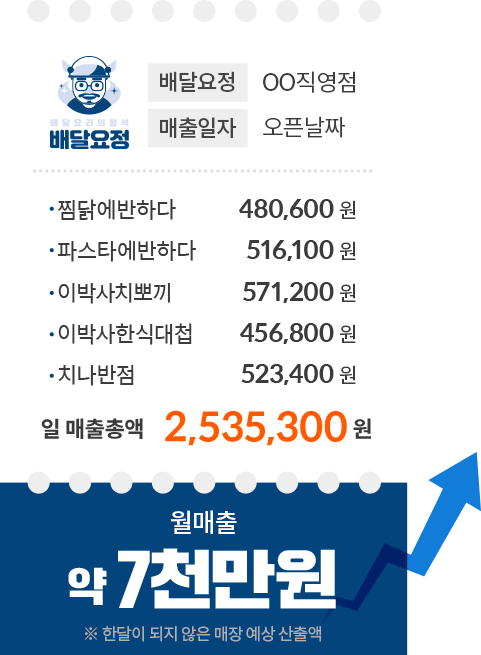 배달요정 OO직영점
배달요리의정석
배달요정
매출일자 오픈날짜
·찜닭에반하다 480,600 원
·파스타에반하다 516,100 원
·이박사치뽀끼 571,200 원
·이박사한식대첩 456,800 원
·치나반점 523,400 원
일 매출총액 2,535,300 원
월매출
약 7천만원
※ 한달이 되지 않은 매장 예상 산출액